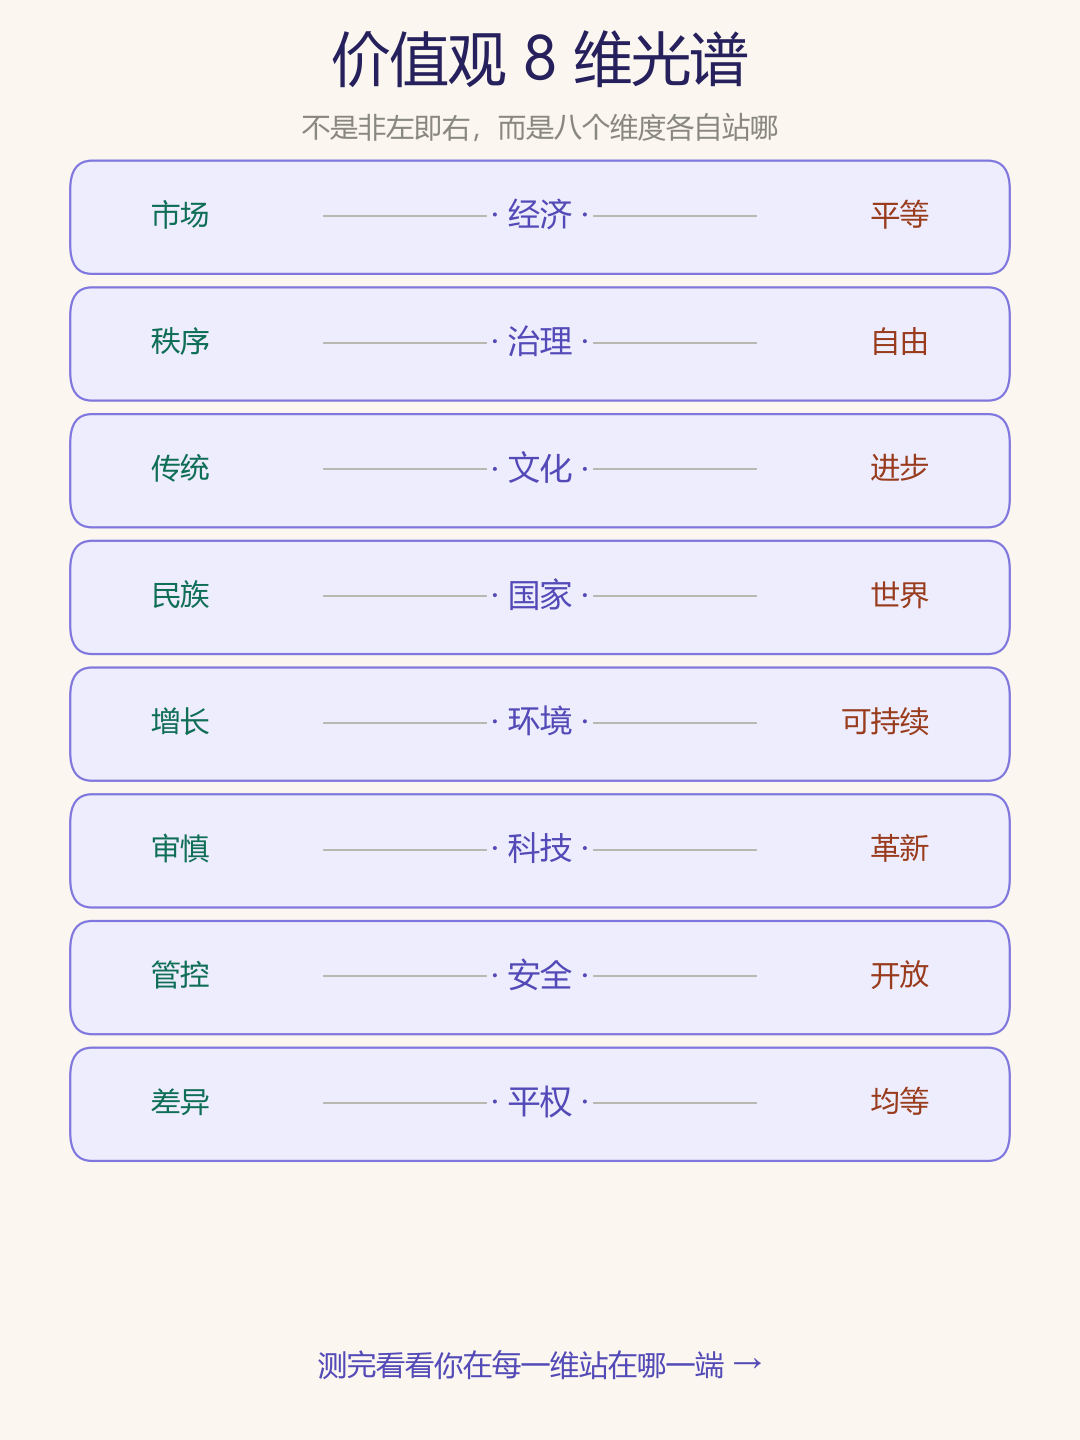 价值观 8 维光谱
不是非左即右，而是八个维度各自站哪
市场 · 经济 · 平等
秩序 · 治理 · 自由
传统 · 文化 · 进步
民族 · 国家 · 世界
增长 · 环境 · 可持续
审慎 · 科技 · 革新
管控 · 安全 · 开放
差异 · 平权 · 均等
测完看看你在每一维站在哪一端 →